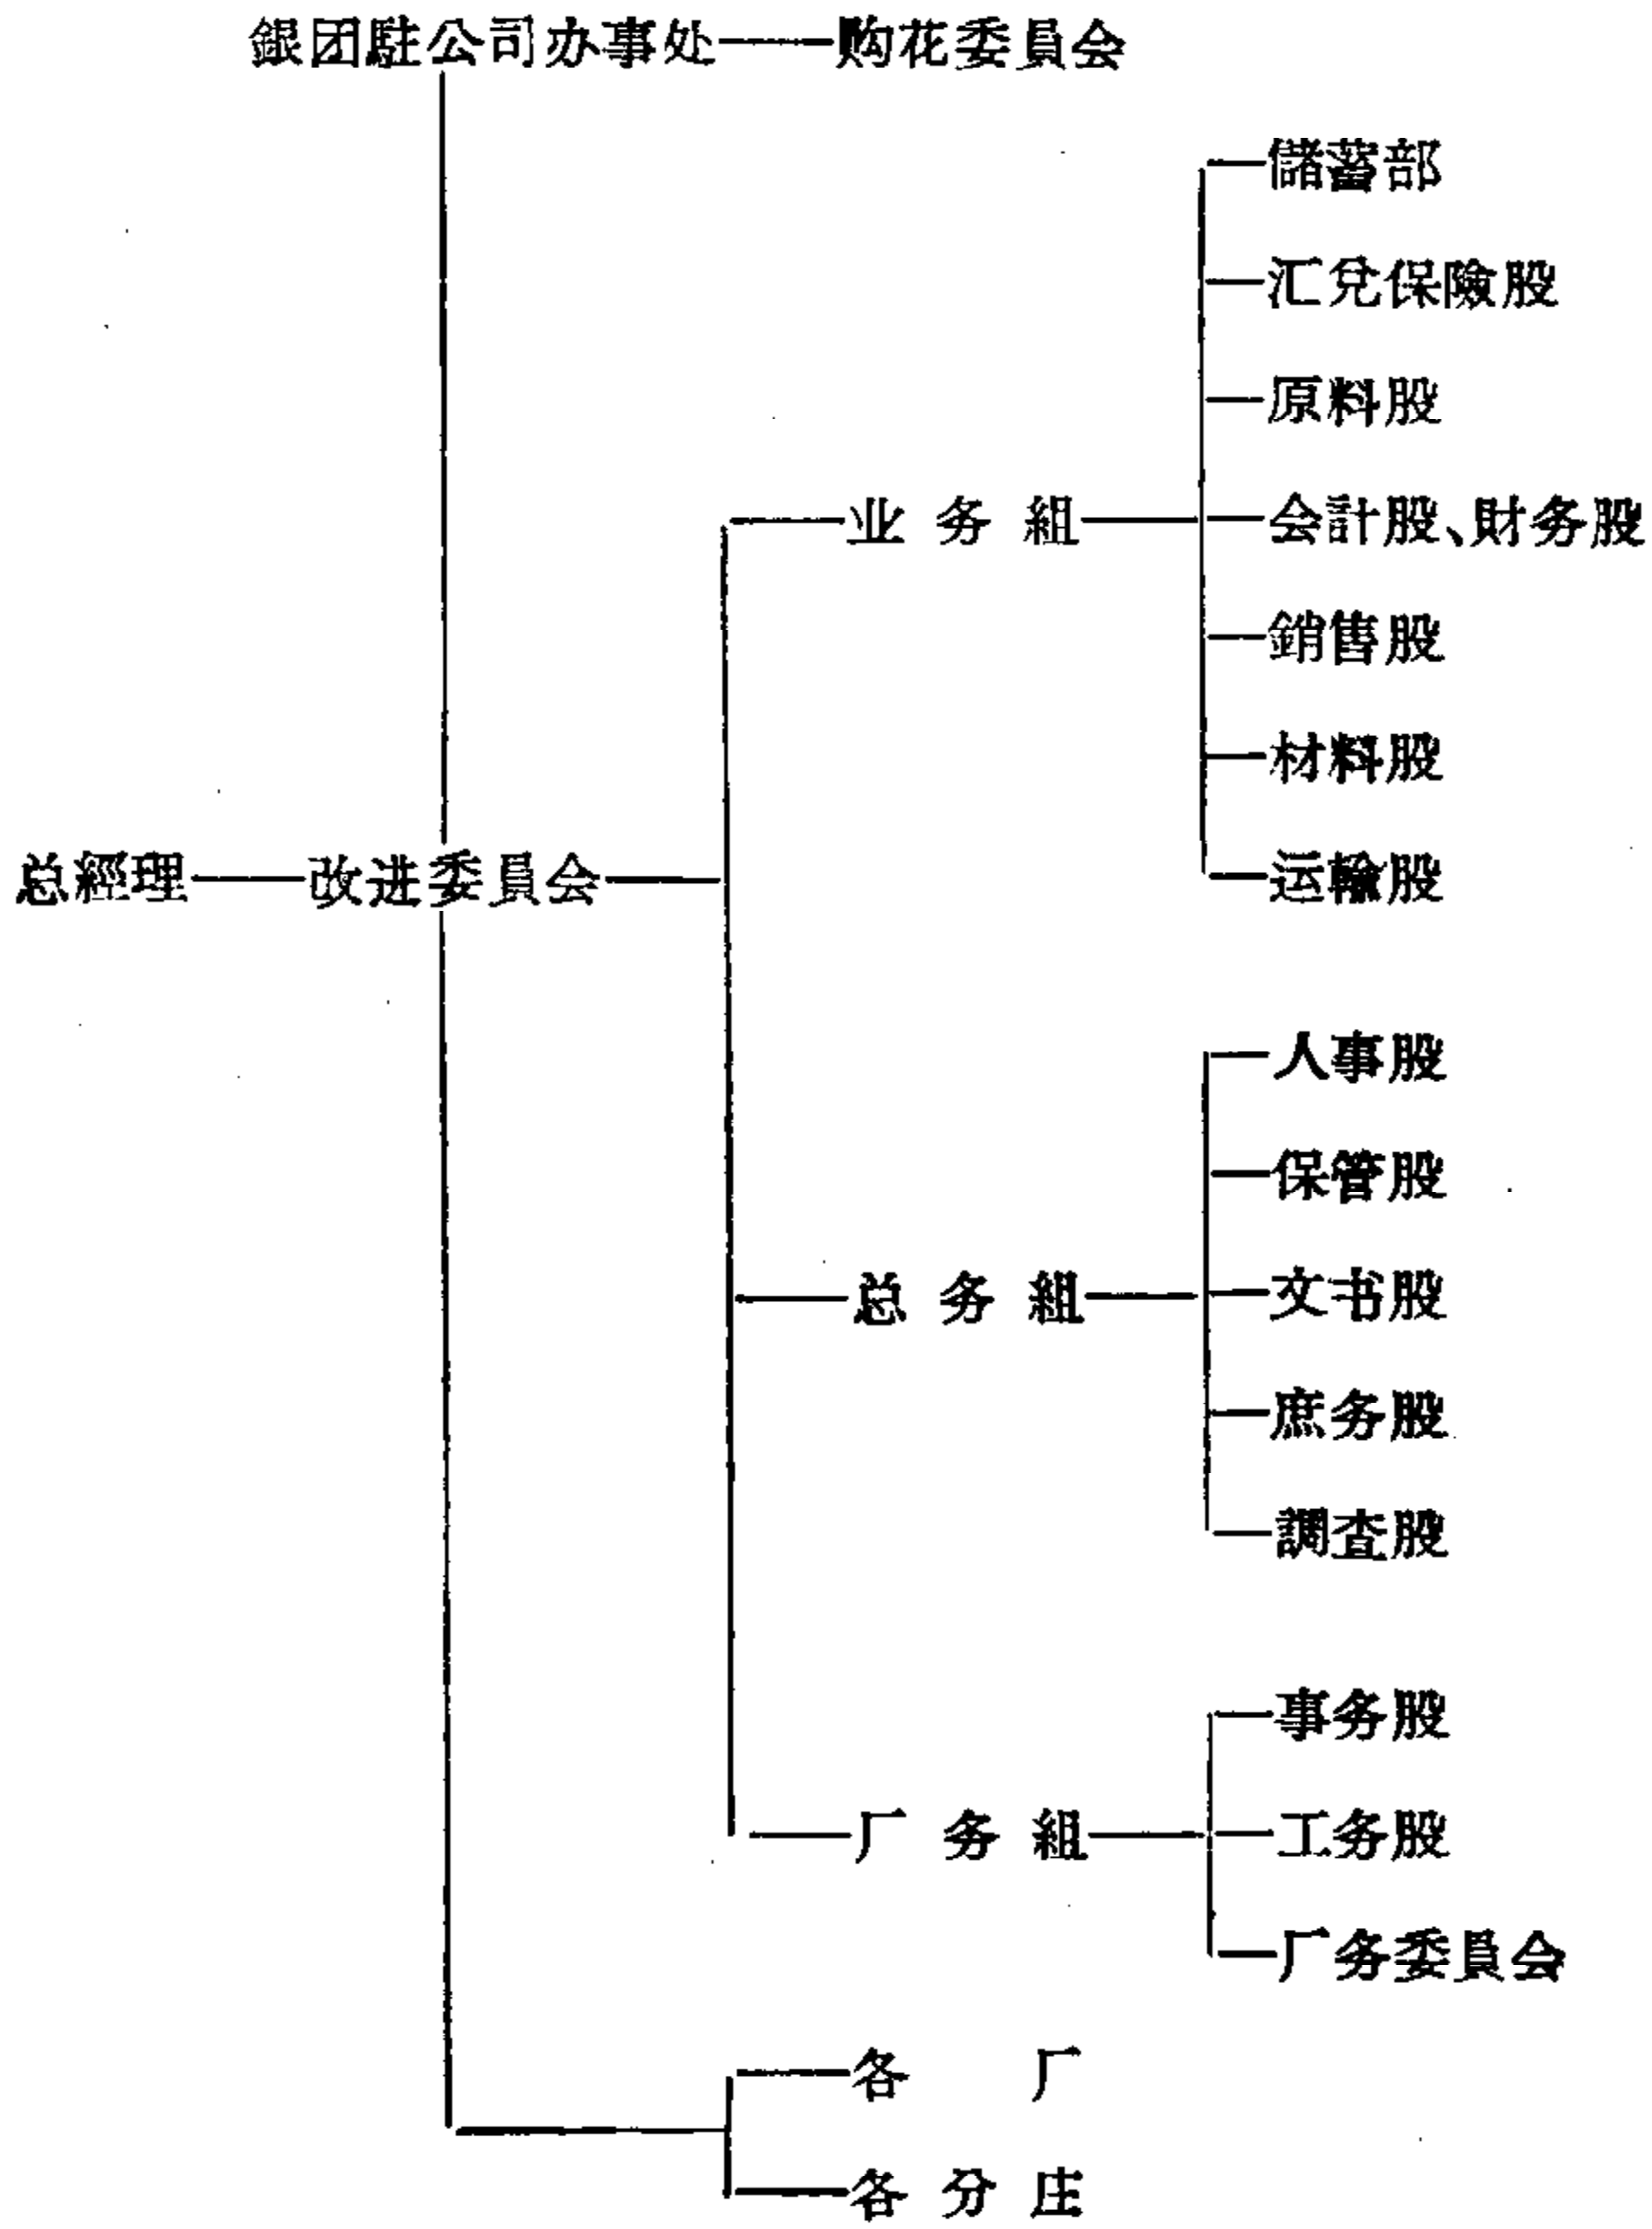 銀团駐公司办事处——购花委員会
儲蓄部
汇兌保險股
原料股
业务組
会計股、財务股
銷售股
材料股
总經理——改进委員会
运輸股
人事股
保管股
总务組
文书股
庶务股
調查股
事务股
厂务組
工务股
厂务委員会
各厂
各分庄